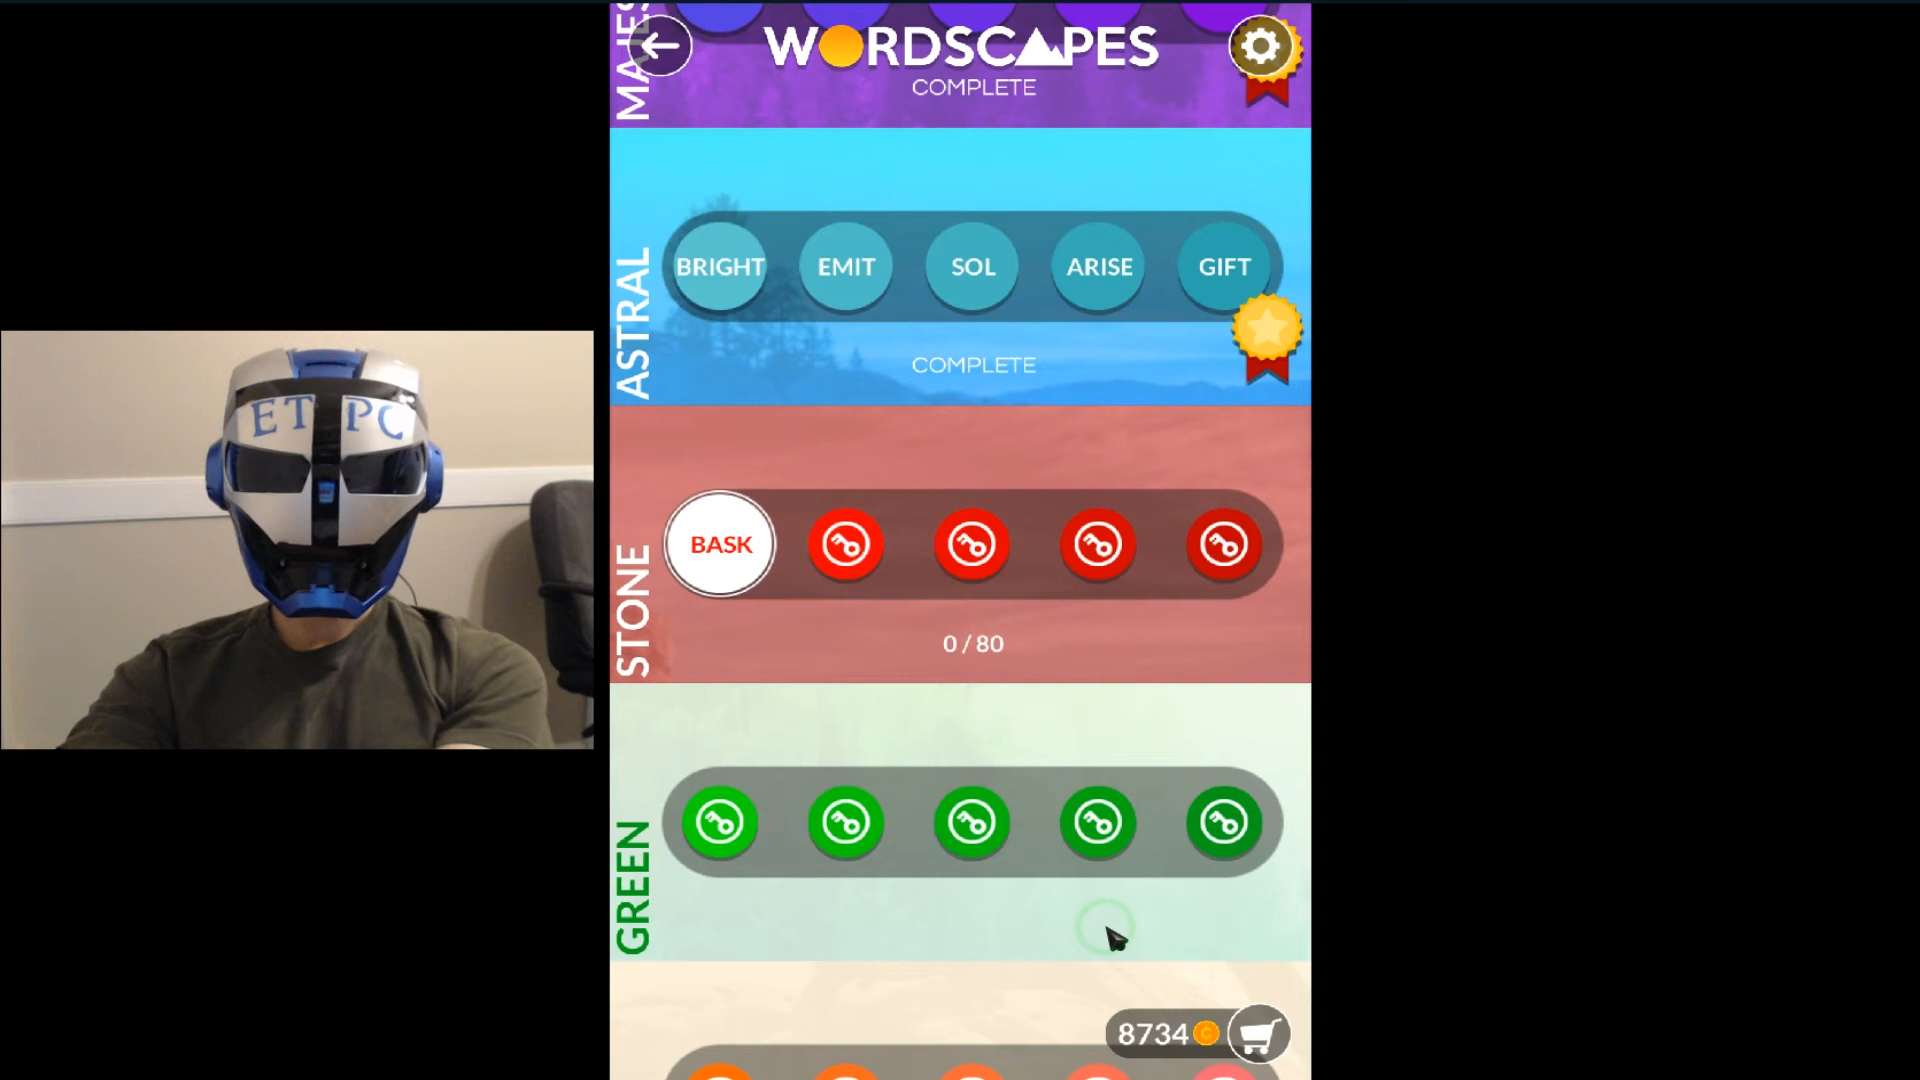 MAJES
WORDSCAPES
COMPLETE
ASTRAL
BRIGHT EMIT SOL ARISE GIFT
COMPLETE
ET PC
STONE
BASK
0 / 80
GREEN
8734